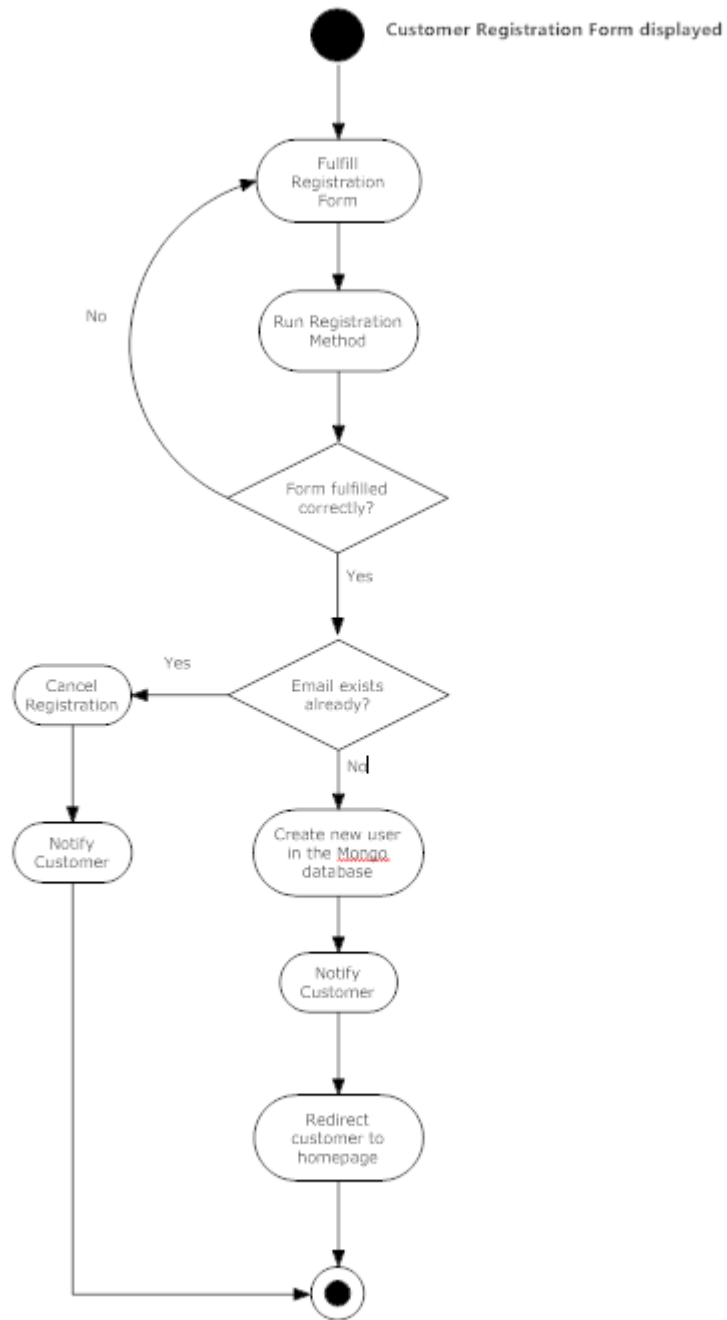 Customer Registration Form displayed
Fulfill
Registration
Form
No
Run Registration
Method
Form fulfilled
correctly?
Yes
Yes
Cancel
Registration
Email exists
already?
No
Create new user
in the Mongo
database
Notify
Customer
Notify
Customer
Redirect
customer to
homepage